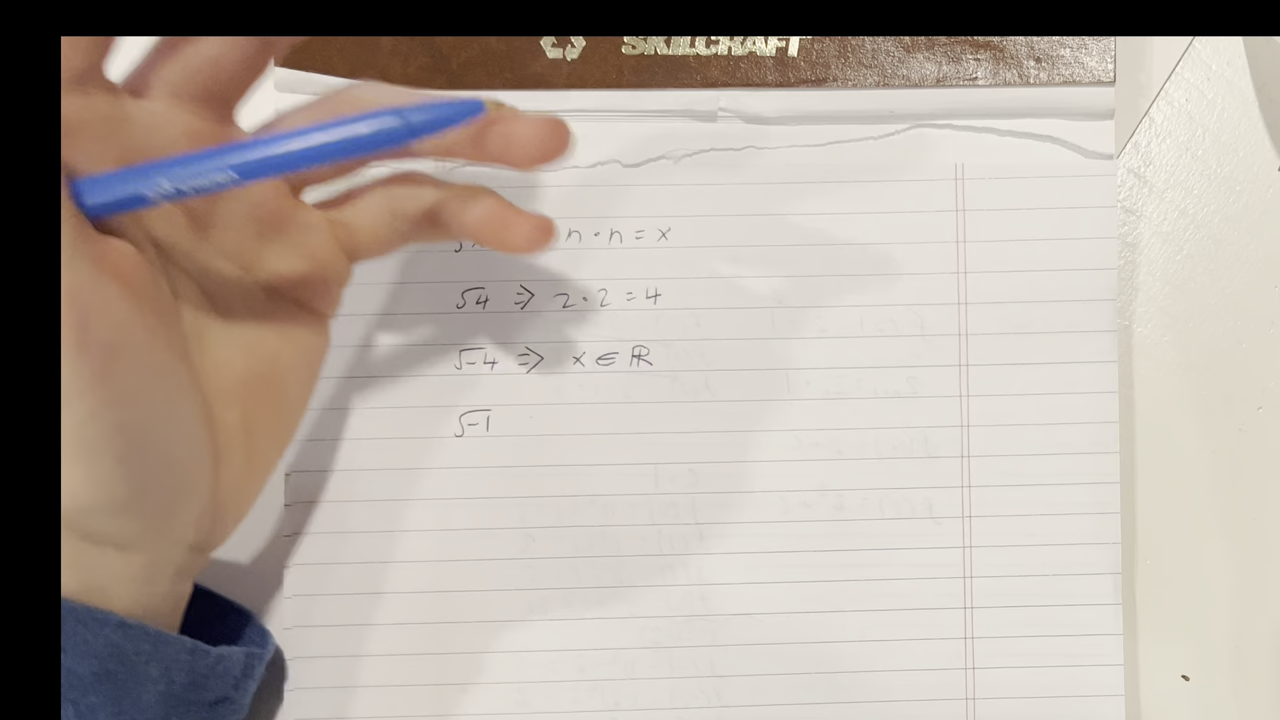 SKILCRAFT
n · n = x
√4 ⇒ 2 · 2 = 4
√-4 ⇒ x ∈ ℝ
√-1